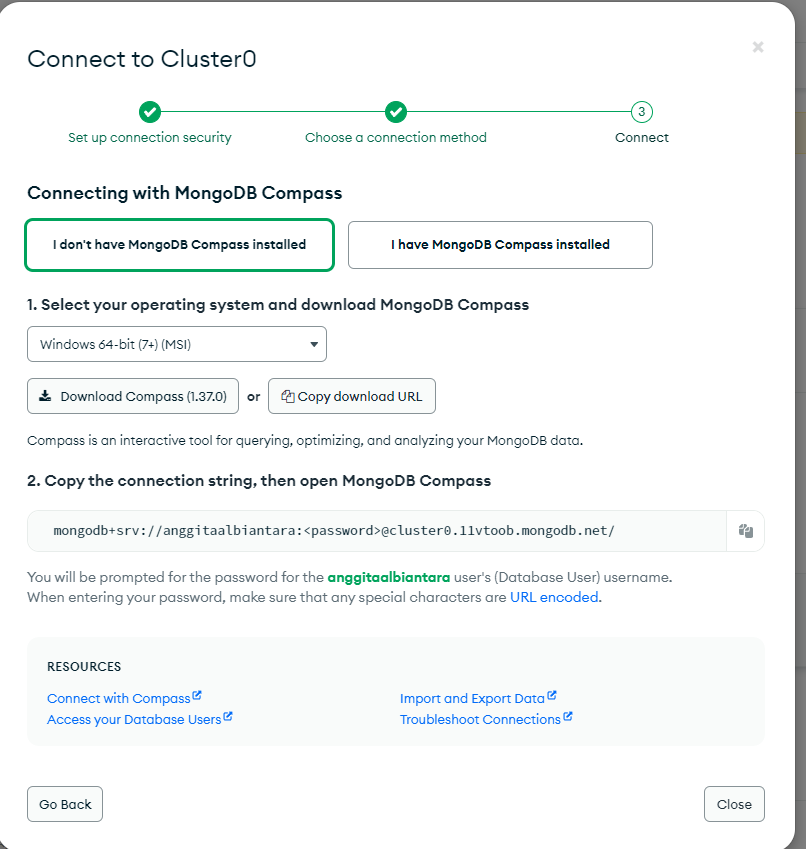 Connect to Cluster0
×
3
Set up connection security
Choose a connection method
Connect
Connecting with MongoDB Compass
I don't have MongoDB Compass installed
I have MongoDB Compass installed
1. Select your operating system and download MongoDB Compass
Windows 64-bit (7+) (MSI)
Download Compass (1.37.0)
or
Copy download URL
Compass is an interactive tool for querying, optimizing, and analyzing your MongoDB data.
2. Copy the connection string, then open MongoDB Compass
mongodb+srv://anggitaalbiantara:<password>@cluster0.11vtoob.mongodb.net/
You will be prompted for the password for the anggitaalbiantara user's (Database User) username.
When entering your password, make sure that any special characters are URL encoded.
RESOURCES
Connect with Compass
Import and Export Data
Access your Database Users
Troubleshoot Connections
Go Back
Close